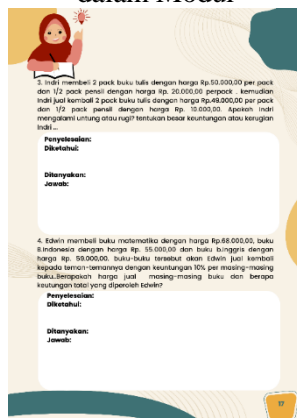 dalam Modul
3. Indri membeli 2 pack buku tulis dengan harga Rp.50.000,00 per pack
dan 1/2 pack pensil dengan harga Rp. 20.000,00 perpack . kemudian
Indri jual kembali 2 pack buku tulis dengan harga Rp.49.000,00 per pack
dan 1/2 pack pensil dengan harga Rp. 10.000,00. Apakah Indri
mengalami untung atau rugi? tentukan besar keuntungan atau kerugian
Indri ...
Penyelesaian:
Diketahui:
Ditanyakan:
Jawab:
4. Edwin membeli buku matematika dengan harga Rp.68.000,00, buku
B.Indonesia dengan harga Rp. 55.000,00 dan buku b.inggris dengan
harga Rp. 59.000,00. buku-buku tersebut akan Edwin jual kembali
kepada teman-temannya dengan keuntungan 10% per masing-masing
buku..Berapakah harga jual masing-masing buku dan berapa
keutungan total yang diperoleh Edwin?
Penyelesaian:
Diketahui:
Ditanyakan:
Jawab:
17